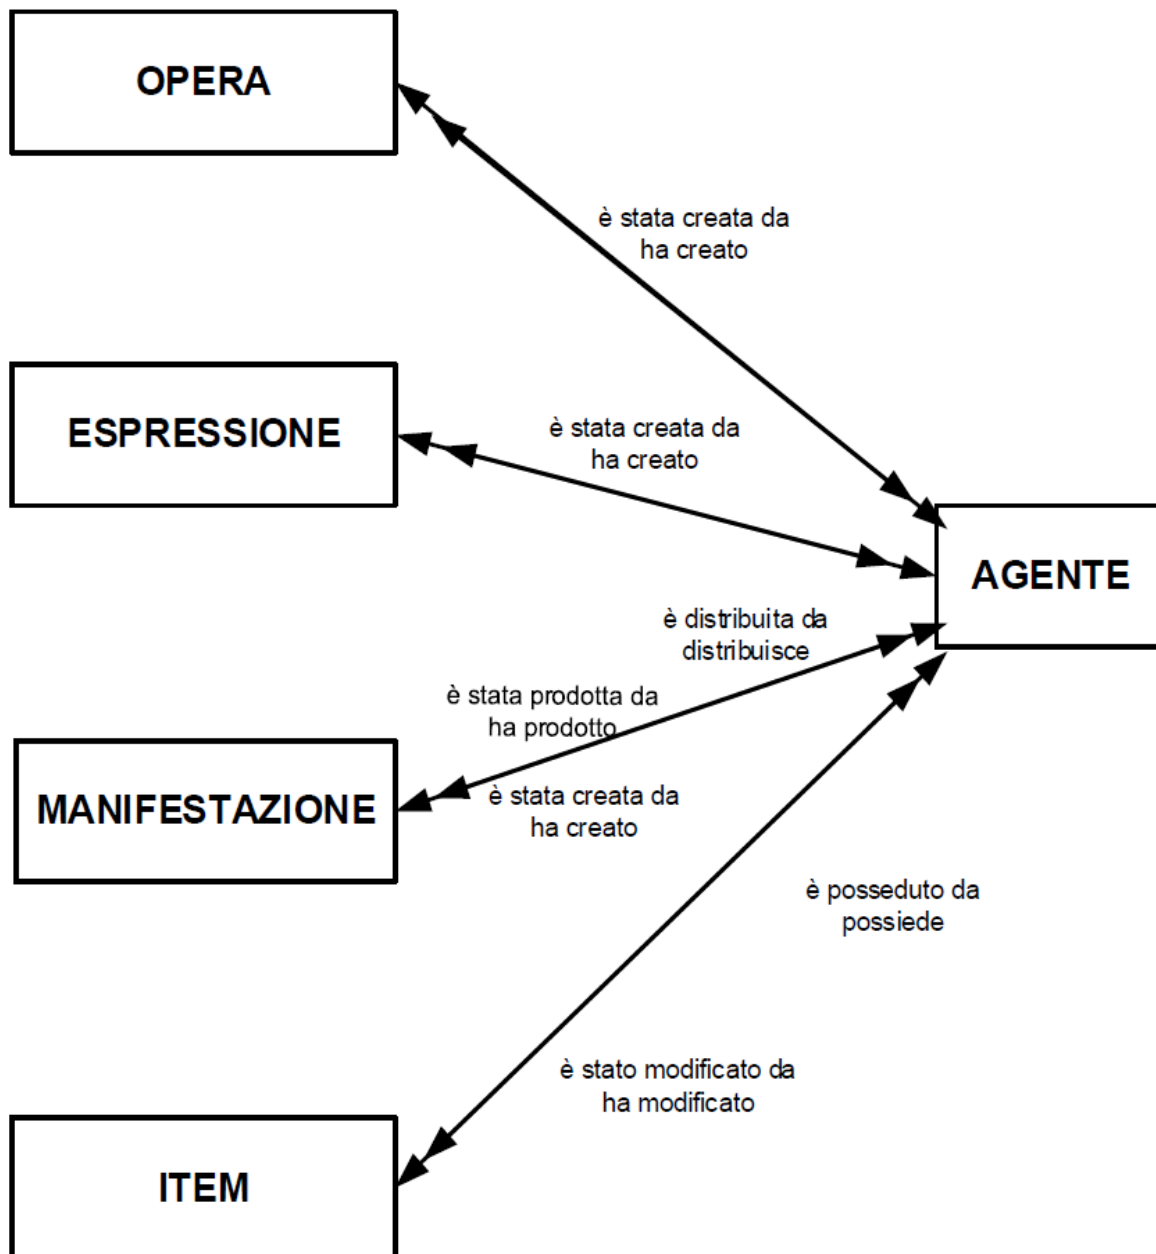 OPERA
è stata creata da
ha creato
ESPRESSIONE
è stata creata da
ha creato
AGENTE
è distribuita da
distribuisce
è stata prodotta da
ha prodotto
MANIFESTAZIONE
è stata creata da
ha creato
è posseduto da
possiede
è stato modificato da
ha modificato
ITEM